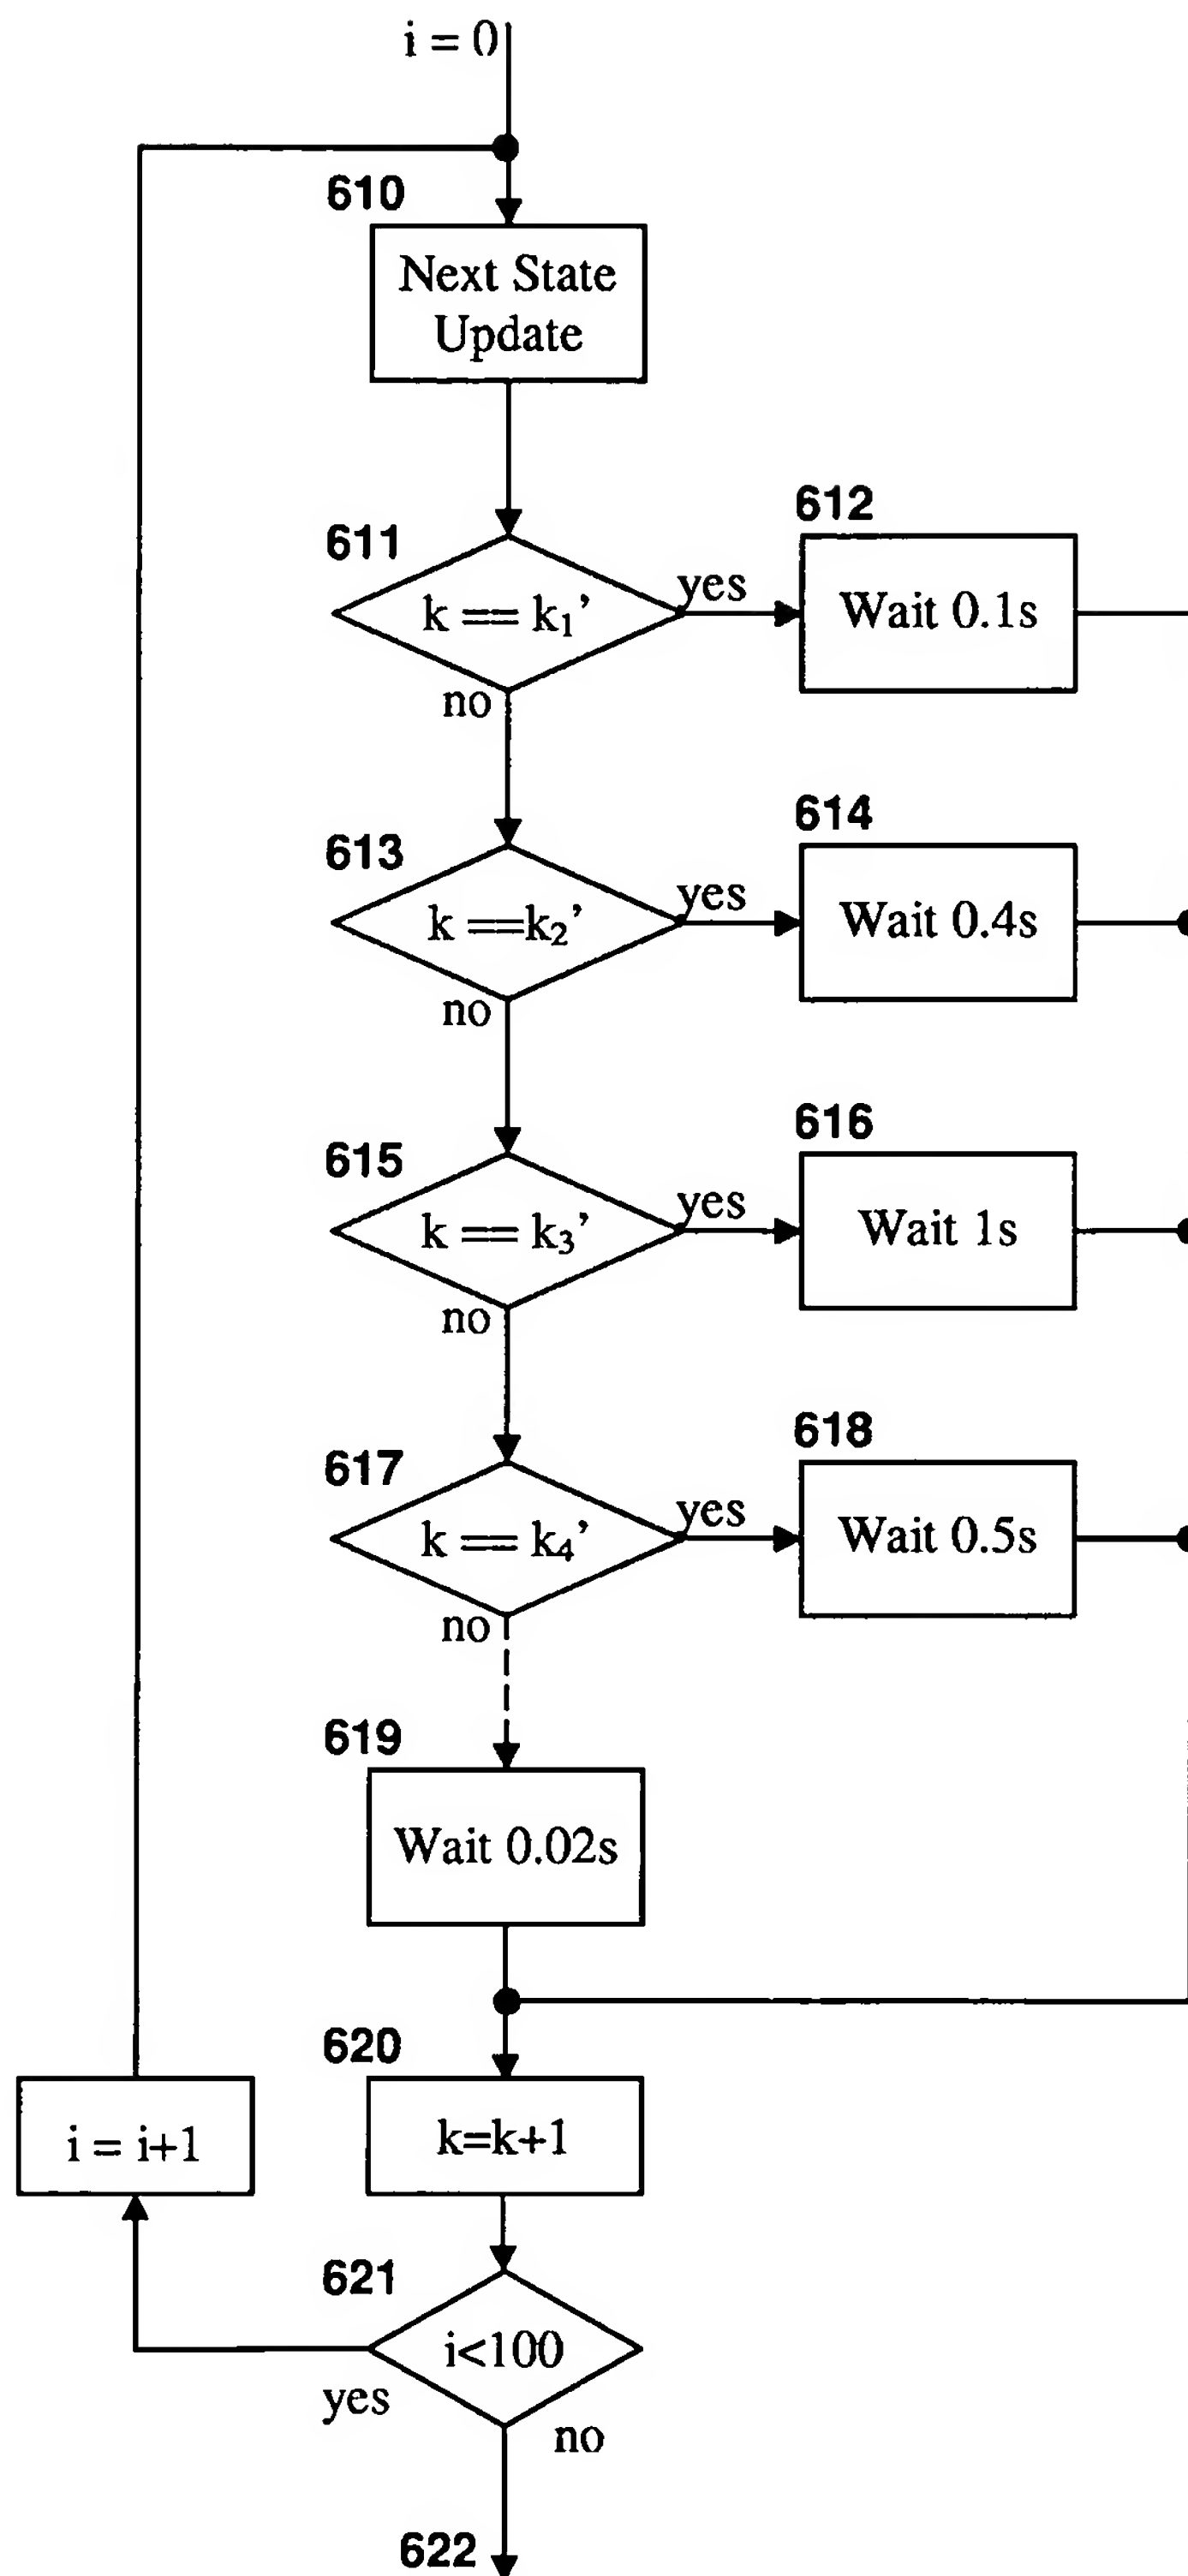 i = 0
610
Next State
Update
611
k == k₁’
yes
612
Wait 0.1s
no
613
k ==k₂’
yes
614
Wait 0.4s
no
615
k == k₃’
yes
616
Wait 1s
no
617
k == k₄’
yes
618
Wait 0.5s
no
619
Wait 0.02s
620
k=k+1
i = i+1
621
i<100
yes
no
622